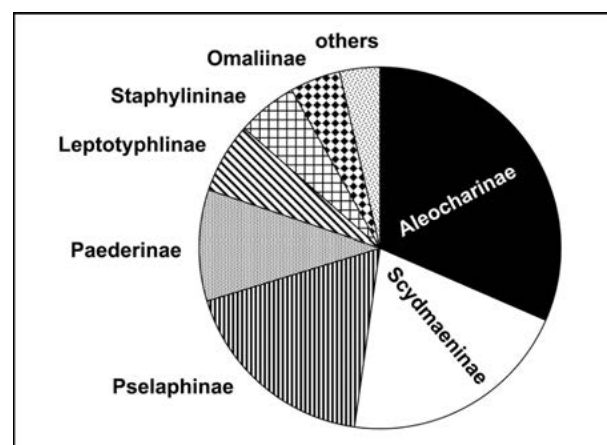 others
Omaliinae
Staphylininae
Leptotyphlinae
Paederinae
Pselaphinae
Aleocharinae
Scydmaeninae